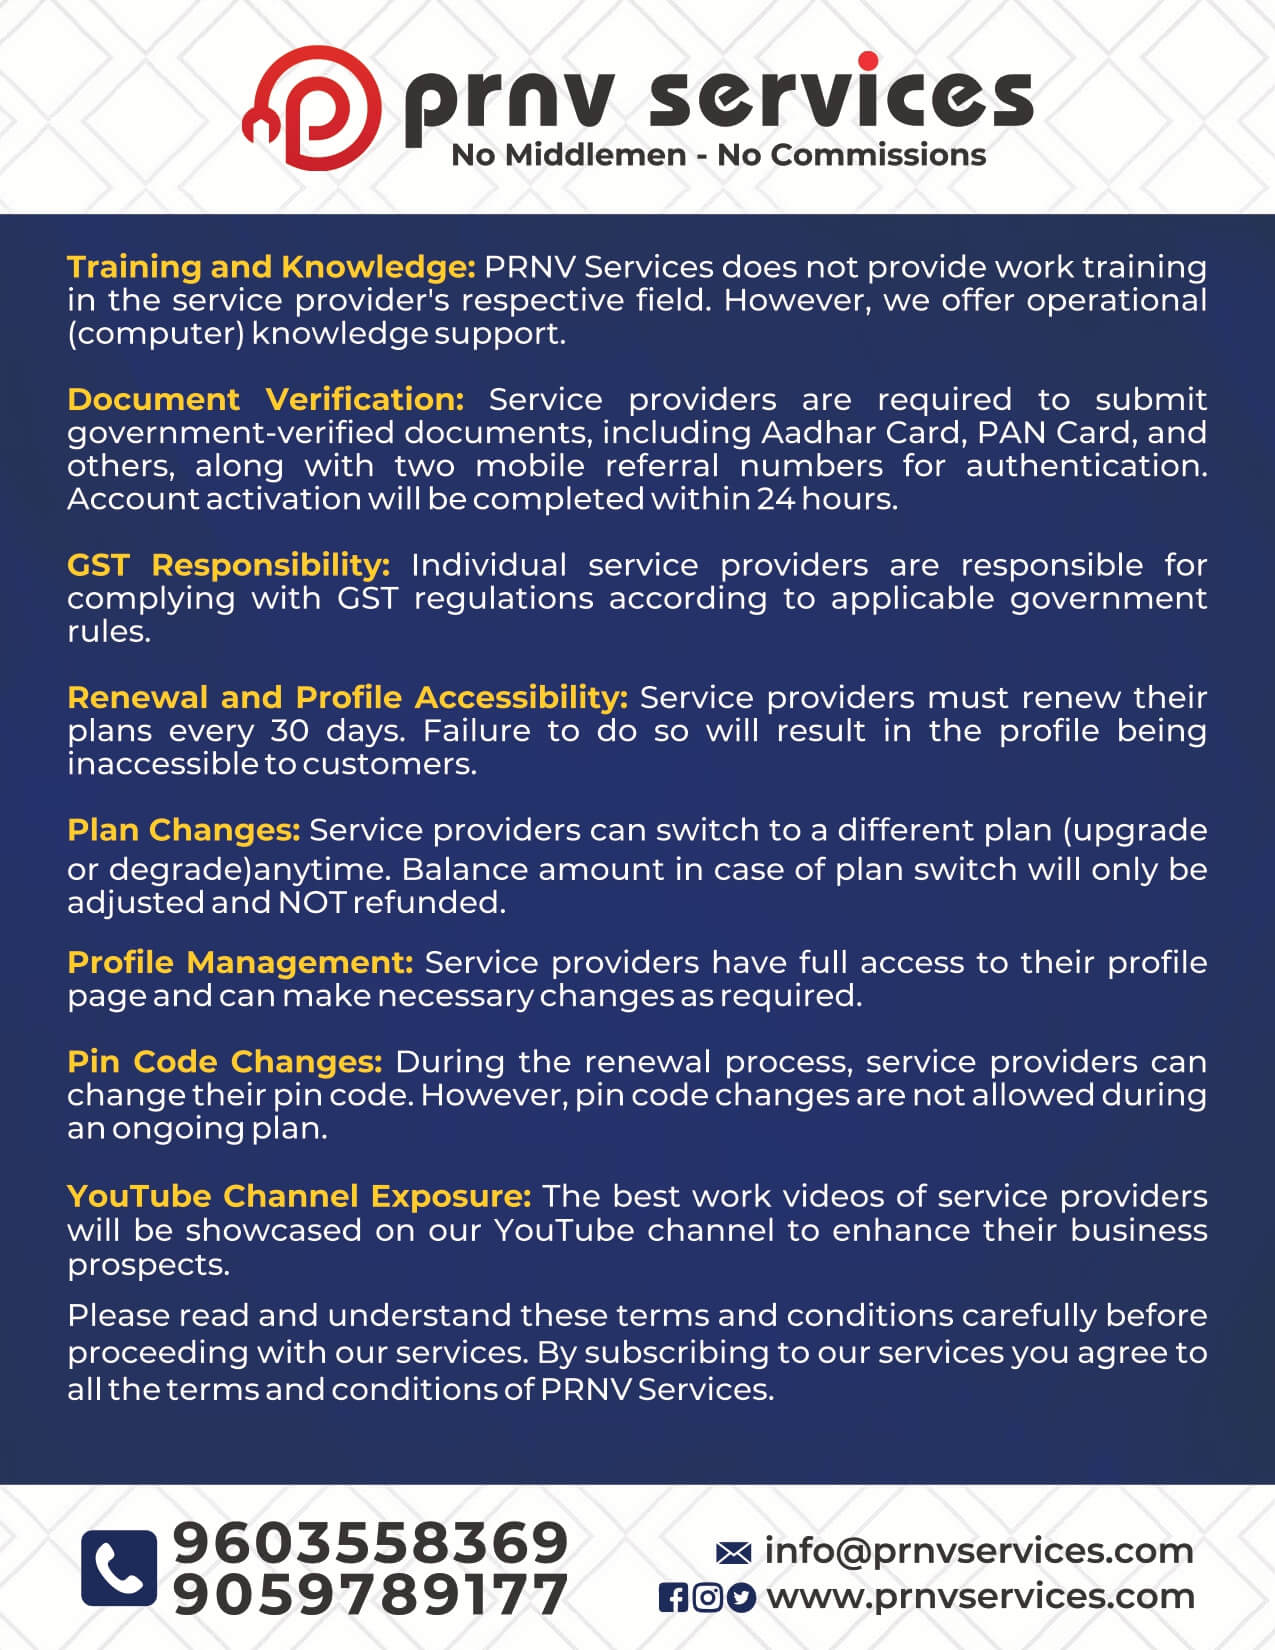 prnv services
No Middlemen - No Commissions
Training and Knowledge: PRNV Services does not provide work training
in the service provider's respective field. However, we offer operational
(computer) knowledge support.
Document Verification: Service providers are required to submit
government-verified documents, including Aadhar Card, PAN Card, and
others, along with two mobile referral numbers for authentication.
Account activation will be completed within 24 hours.
GST Responsibility: Individual service providers are responsible for
complying with GST regulations according to applicable government
rules.
Renewal and Profile Accessibility: Service providers must renew their
plans every 30 days. Failure to do so will result in the profile being
inaccessible to customers.
Plan Changes: Service providers can switch to a different plan (upgrade
or degrade)anytime. Balance amount in case of plan switch will only be
adjusted and NOT refunded.
Profile Management: Service providers have full access to their profile
page and can make necessary changes as required.
Pin Code Changes: During the renewal process, service providers can
change their pin code. However, pin code changes are not allowed during
an ongoing plan.
YouTube Channel Exposure: The best work videos of service providers
will be showcased on our YouTube channel to enhance their business
prospects.
Please read and understand these terms and conditions carefully before
proceeding with our services. By subscribing to our services you agree to
all the terms and conditions of PRNV Services.
9603558369
9059789177
info@prnvservices.com
www.prnvservices.com